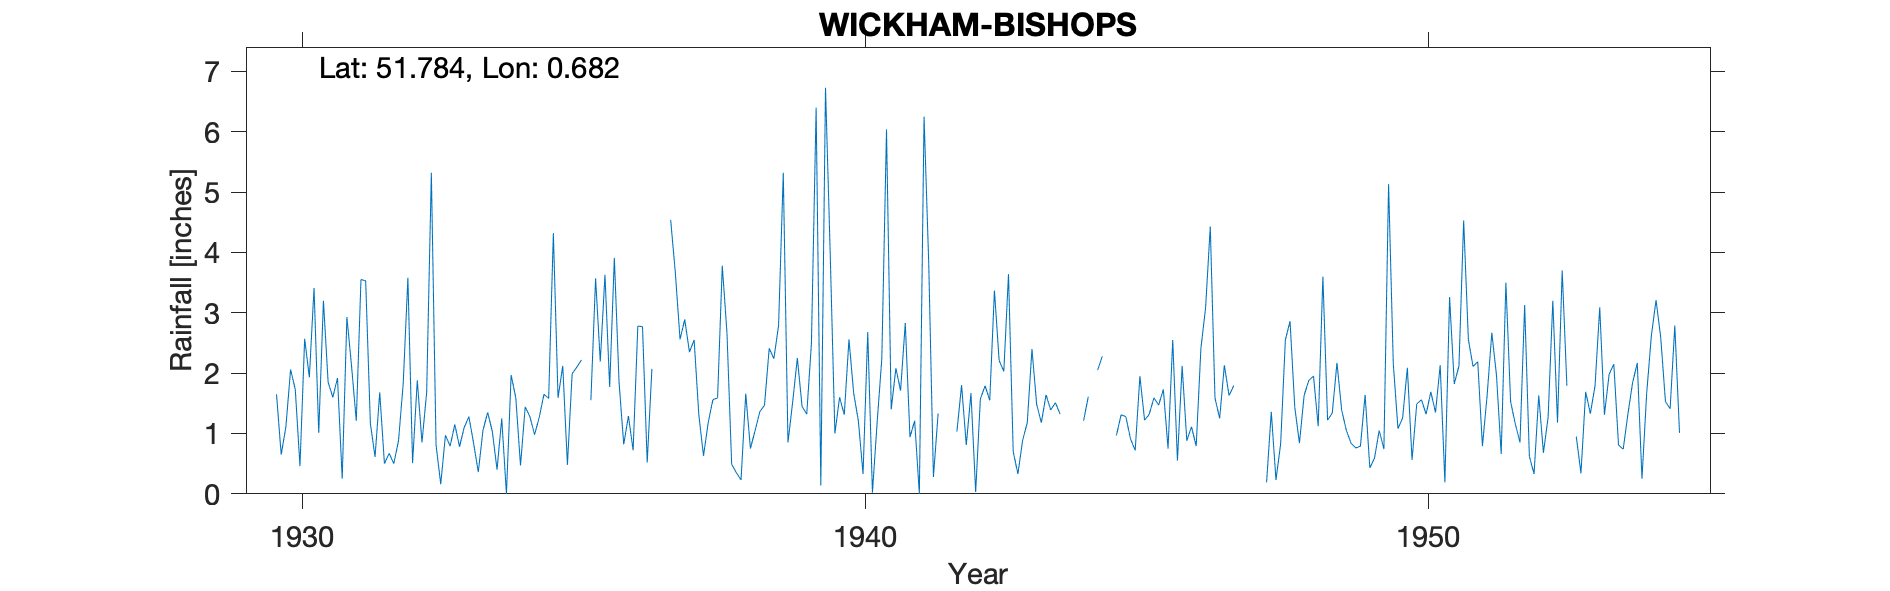 WICKHAM-BISHOPS
Lat: 51.784, Lon: 0.682
7
6
5
4
3
2
1
0
Rainfall [inches]
1930 1940 1950
Year